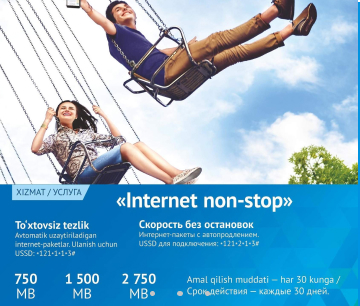 XIZMAT / УСЛУГА
«Internet non-stop»
To'xtovsiz tezlik
Avtomatik uzaytiriladigan
internet-paketlar. Ulanish uchun
USSD: *121*1*1*3#
Скорость без остановок
Интернет-пакеты с автопродлением.
USSD для подключения: *121*2*1*3#
750
MB
1 500
MB
2 750
MB
Amal qilish muddati — har 30 kunga /
Срок действия — каждые 30 дней.